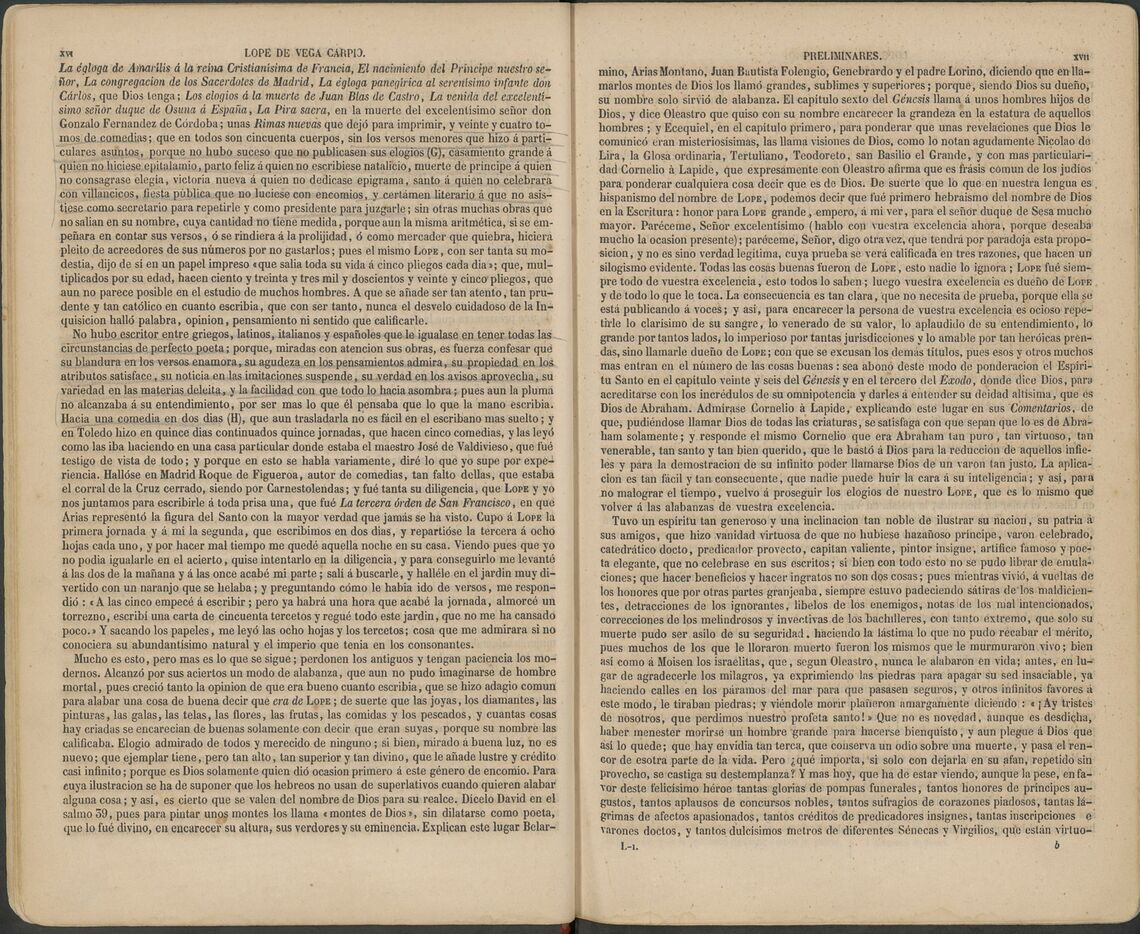 XVI
LOPE DE VEGA CARPIO.
La égloga de Amarílis á la reina Cristianísima de Francia, El nacimiento del Príncipe nuestro se-
ñor, La congregacion de los Sacerdotes de Madrid, La égloga panegírica al serenísimo infante don
Cárlos, que Dios tenga; Los elogios á la muerte de Juan Blas de Castro, La venida del excelentí-
simo señor duque de Osuna á España, La Pira sacra, en la muerte del excelentísimo señor don
Gonzalo Fernandez de Córdoba; unas Rimas nuevas que dejó para imprimir, y veinte y cuatro to-
mos de comedias; que en todos son cincuenta cuerpos, sin los versos menores que hizo á parti-
culares asuntos, porque no hubo suceso que no publicasen sus elogios (G), casamiento grande á
quien no hiciese epitalamio, parto feliz á quien no escribiese natalicio, muerte de príncipe á quien
no consagrase elegía, victoria nueva á quien no dedicase epigrama, santo á quien no celebrara
con villancicos, fiesta pública que no luciese con encomios, y certámen literario á que no asis-
tiese como secretario para repetirle y como presidente para juzgarle; sin otras muchas obras que
no salian en su nombre, cuya cantidad no tiene medida, porque aun la misma aritmética, si se em-
peñara en contar sus versos, ó se rindiera á la prolijidad, ó como mercader que quiebra, hiciera
pleito de acreedores de sus números por no gastarlos; pues el mismo LOPE, con ser tanta su mo-
destia, dijo de sí en un papel impreso «que salia toda su vida á cinco pliegos cada dia»; que, mul-
tiplicados por su edad, hacen ciento y treinta y tres mil y doscientos y veinte y cinco pliegos, que
aun no parece posible en el estudio de muchos hombres. A que se añade ser tan atento, tan pru-
dente y tan católico en cuanto escribia, que con ser tanto, nunca el desvelo cuidadoso de la In-
quisicion halló palabra, opinion, pensamiento ni sentido que calificarle.
No hubo escritor entre griegos, latinos, italianos y españoles que le igualase en tener todas las
circunstancias de perfecto poeta; porque, miradas con atencion sus obras, es fuerza confesar que
su blandura en los versos enamora, su agudeza en los pensamientos admira, su propiedad en los
atributos satisface, su noticia en las imitaciones suspende, su verdad en los avisos aprovecha, su
variedad en las materias deleita, y la facilidad con que todo lo hacia asombra; pues aun la pluma
no alcanzaba á su entendimiento, por ser mas lo que él pensaba que lo que la mano escribia.
Hacia una comedia en dos dias (H), que aun trasladarla no es fácil en el escribano mas suelto; y
en Toledo hizo en quince dias continuados quince jornadas, que hacen cinco comedias, y las leyó
como las iba haciendo en una casa particular donde estaba el maestro José de Valdivieso, que fué
testigo de vista de todo; y porque en esto se habla variamente, diré lo que yo supe por expe-
riencia. Hallóse en Madrid Roque de Figueroa, autor de comedias, tan falto dellas, que estaba
el corral de la Cruz cerrado, siendo por Carnestolendas; y fué tanta su diligencia, que LOPE y yo
nos juntamos para escribirle á toda prisa una, que fué La tercera órden de San Francisco, en que
Arias representó la figura del Santo con la mayor verdad que jamás se ha visto. Cupo á LOPE la
primera jornada y á mí la segunda, que escribimos en dos dias, y repartióse la tercera á ocho
hojas cada uno, y por hacer mal tiempo me quedé aquella noche en su casa. Viendo pues que yo
no podia igualarle en el acierto, quise intentarlo en la diligencia, y para conseguirlo me levanté
á las dos de la mañana y á las once acabé mi parte; salí á buscarle, y halléle en el jardin muy di-
vertido con un naranjo que se helaba; y preguntando cómo le habia ido de versos, me respon-
dió: «A las cinco empecé á escribir; pero ya habrá una hora que acabé la jornada, almorcé un
torrezno, escribí una carta de cincuenta tercetos y regué todo este jardin, que no me ha cansado
poco.» Y sacando los papeles, me leyó las ocho hojas y los tercetos; cosa que me admirara si no
conociera su abundantísimo natural y el imperio que tenia en los consonantes.
Mucho es esto, pero mas es lo que se sigue; perdonen los antiguos y tengan paciencia los mo-
dernos. Alcanzó por sus aciertos un modo de alabanza, que aun no pudo imaginarse de hombre
mortal, pues creció tanto la opinion de que era bueno cuanto escribia, que se hizo adagio comun
para alabar una cosa de buena decir que era de LOPE; de suerte que las joyas, los diamantes, las
pinturas, las galas, las telas, las flores, las frutas, las comidas y los pescados, y cuantas cosas
hay criadas se encarecian de buenas solamente con decir que eran suyas, porque su nombre las
calificaba. Elogio admirado de todos y merecido de ninguno; si bien, mirado á buena luz, no es
nuevo; que ejemplar tiene, pero tan alto, tan superior y tan divino, que le añade lustre y crédito
casi infinito; porque es Dios solamente quien dió ocasion primero á este género de encomio. Para
cuya ilustracion se ha de suponer que los hebreos no usan de superlativos cuando quieren alabar
alguna cosa; y así, es cierto que se valen del nombre de Dios para su realce. Dícelo David en el
salmo 39, pues para pintar unos montes los llama «montes de Dios», sin dilatarse como poeta,
que lo fué divino, en encarecer su altura, sus verdores y su eminencia. Explican este lugar Belar-
PRELIMINARES.
XVII
mino, Arias Montano, Juan Bautista Folengio, Genebrardo y el padre Lorino, diciendo que en lla-
marlos montes de Dios los llamó grandes, sublimes y superiores; porque, siendo Dios su dueño,
su nombre solo sirvió de alabanza. El capítulo sexto del Génesis llama á unos hombres hijos de
Dios, y dice Oleastro que quiso con su nombre encarecer la grandeza en la estatura de aquellos
hombres; y Ecequiel, en el capítulo primero, para ponderar que unas revelaciones que Dios le
comunicó eran misteriosísimas, las llama visiones de Dios, como lo notan agudamente Nicolao de
Lira, la Glosa ordinaria, Tertuliano, Teodoreto, san Basilio el Grande, y con mas particulari-
dad Cornelio à Lapide, que expresamente con Oleastro afirma que es frásis comun de los judios
para ponderar cualquiera cosa decir que es de Dios. De suerte que lo que en nuestra lengua es
hispanismo del nombre de LOPE, podemos decir que fué primero hebraismo del nombre de Dios
en la Escritura: honor para LOPE grande, empero, á mi ver, para el señor duque de Sesa mucho
mayor. Paréceme, Señor excelentísimo (hablo con vuestra excelencia ahora, porque deseaba
mucho la ocasion presente); paréceme, Señor, digo otra vez, que tendrá por paradoja esta propo-
sicion, y no es sino verdad legítima, cuya prueba se verá calificada en tres razones, que hacen un
silogismo evidente. Todas las cosas buenas fueron de LOPE, esto nadie lo ignora; LOPE fué siem-
pre todo de vuestra excelencia, esto todos lo saben; luego vuestra excelencia es dueño de LOPE
y de todo lo que le toca. La consecuencia es tan clara, que no necesita de prueba, porque ella se
está publicando á voces; y así, para encarecer la persona de vuestra excelencia es ocioso repe-
tirle lo clarísimo de su sangre, lo venerado de su valor, lo aplaudido de su entendimiento, lo
grande por tantos lados, lo imperioso por tantas jurisdicciones y lo amable por tan heróicas pren-
das, sino llamarle dueño de LOPE; con que se excusan los demás títulos, pues esos y otros muchos
mas entran en el número de las cosas buenas: sea abono deste modo de ponderacion el Espíri-
tu Santo en el capítulo veinte y seis del Génesis y en el tercero del Exodo, donde dice Dios, para
acreditarse con los incrédulos de su omnipotencia y darles á entender su deidad altísima, que es
Dios de Abraham. Admírase Cornelio à Lapide, explicando este lugar en sus Comentarios, de
que, pudiéndose llamar Dios de todas las criaturas, se satisfaga con que sepan que lo es de Abra-
ham solamente; y responde el mismo Cornelio que era Abraham tan puro, tan virtuoso, tan
venerable, tan santo y tan bien querido, que le bastó á Dios para la reduccion de aquellos infie-
les y para la demostracion de su infinito poder llamarse Dios de un varon tan justo. La aplica-
cion es tan fácil y tan consecuente, que nadie puede huir la cara á su inteligencia; y así, para
no malograr el tiempo, vuelvo á proseguir los elogios de nuestro LOPE, que es lo mismo que
volver á las alabanzas de vuestra excelencia.
Tuvo un espíritu tan generoso y una inclinacion tan noble de ilustrar su nacion, su patria á
sus amigos, que hizo vanidad virtuosa de que no hubiese hazañoso príncipe, varon celebrado,
catedrático docto, predicador provecto, capitan valiente, pintor insigne, artífice famoso y poe-
ta elegante, que no celebrase en sus escritos; si bien con todo esto no se pudo librar de emula-
ciones; que hacer beneficios y hacer ingratos no son dos cosas; pues mientras vivió, á vueltas de
los honores que por otras partes granjeaba, siempre estuvo padeciendo sátiras de los maldicien-
tes, detracciones de los ignorantes, libelos de los enemigos, notas de los mal intencionados,
correcciones de los melindrosos y invectivas de los bachilleres, con tanto extremo, que solo su
muerte pudo ser asilo de su seguridad, haciendo la lástima lo que no pudo recabar el mérito,
pues muchos de los que le lloraron muerto fueron los mismos que le murmuraron vivo; bien
así como á Moisen los israelitas, que, segun Oleastro, nunca le alabaron en vida; antes, en lu-
gar de agradecerle los milagros, ya exprimiendo las piedras para apagar su sed insaciable, ya
haciendo calles en los páramos del mar para que pasasen seguros, y otros infinitos favores á
este modo, le tiraban piedras; y viéndole morir plañeron amargamente diciendo: «¡Ay tristes
de nosotros, que perdimos nuestro profeta santo!» Que no es novedad, aunque es desdicha,
haber menester morirse un hombre grande para hacerse bienquisto, y aun plegue á Dios que
así lo quede; que hay envidia tan terca, que conserva un odio sobre una muerte, y pasa el ren-
cor de esotra parte de la vida. Pero ¿qué importa, si solo con dejarla en su afan, repetido sin
provecho, se castiga su destemplanza? Y mas hoy, que ha de estar viendo, aunque la pese, en fa-
vor deste felicísimo héroe tantas glorias de pompas funerales, tantos honores de príncipes au-
gustos, tantos aplausos de concursos nobles, tantos sufragios de corazones piadosos, tantas lá-
grimas de afectos apasionados, tantos créditos de predicadores insignes, tantas inscripciones e
varones doctos, y tantos dulcísimos metros de diferentes Sénecas y Virgilios, que están virtuo-
L-I.
b